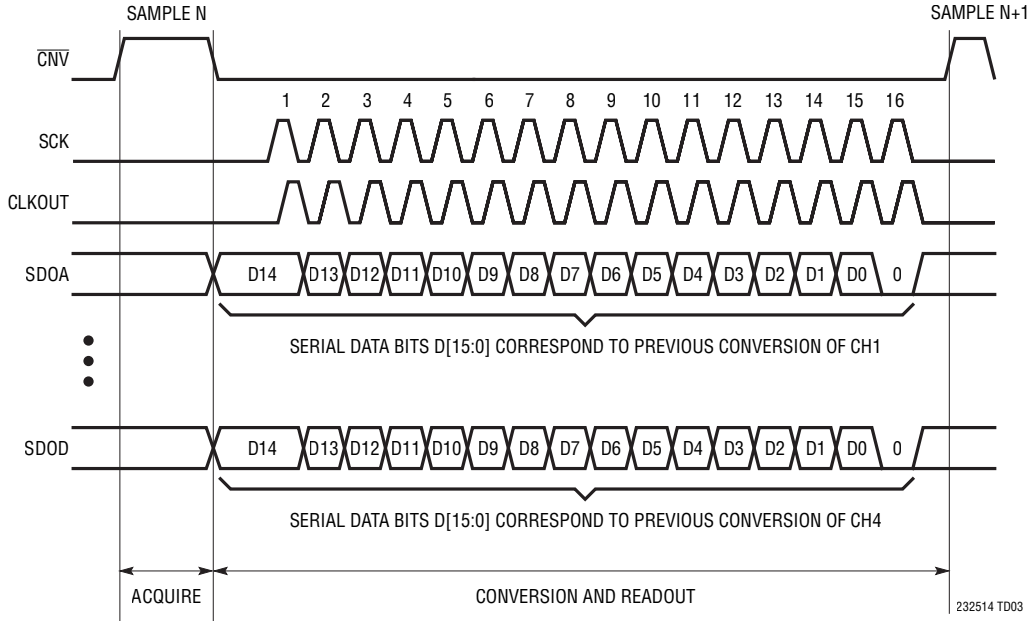 SAMPLE N
SAMPLE N+1
CNV
1 2 3 4 5 6 7 8 9 10 11 12 13 14 15 16
SCK
CLKOUT
SDOA
D14 D13 D12 D11 D10 D9 D8 D7 D6 D5 D4 D3 D2 D1 D0 0
SERIAL DATA BITS D[15:0] CORRESPOND TO PREVIOUS CONVERSION OF CH1
SDOD
D14 D13 D12 D11 D10 D9 D8 D7 D6 D5 D4 D3 D2 D1 D0 0
SERIAL DATA BITS D[15:0] CORRESPOND TO PREVIOUS CONVERSION OF CH4
ACQUIRE
CONVERSION AND READOUT
232514 TD03